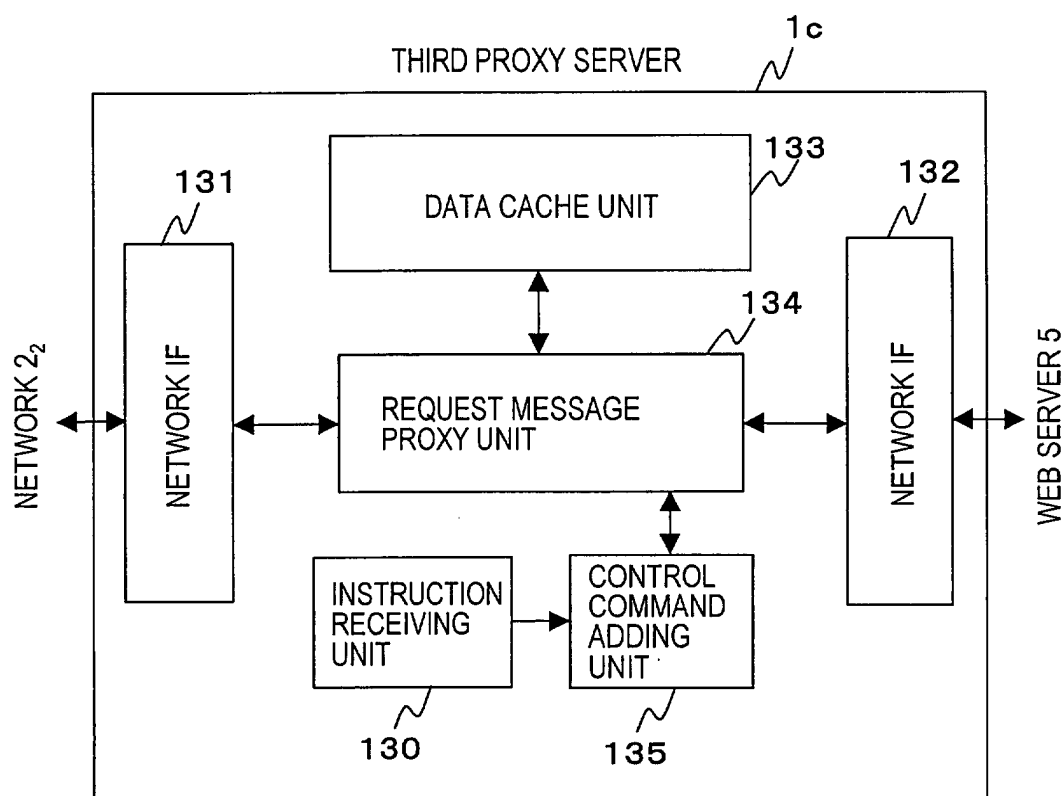 1c
THIRD PROXY SERVER
133
DATA CACHE UNIT
131
132
134
NETWORK 2₂
NETWORK IF
REQUEST MESSAGE
PROXY UNIT
NETWORK IF
WEB SERVER 5
INSTRUCTION
RECEIVING
UNIT
CONTROL
COMMAND
ADDING
UNIT
130
135